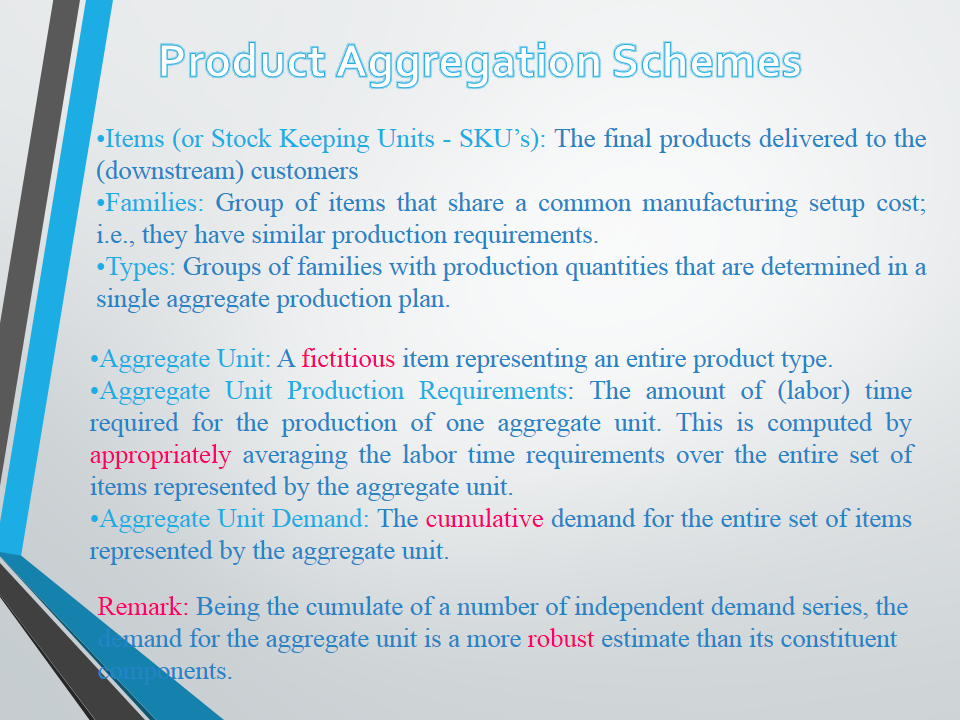 Product Aggregation Schemes
•Items (or Stock Keeping Units - SKU’s): The final products delivered to the
(downstream) customers
•Families: Group of items that share a common manufacturing setup cost;
i.e., they have similar production requirements.
•Types: Groups of families with production quantities that are determined in a
single aggregate production plan.
•Aggregate Unit: A fictitious item representing an entire product type.
•Aggregate Unit Production Requirements: The amount of (labor) time
required for the production of one aggregate unit. This is computed by
appropriately averaging the labor time requirements over the entire set of
items represented by the aggregate unit.
•Aggregate Unit Demand: The cumulative demand for the entire set of items
represented by the aggregate unit.
Remark: Being the cumulate of a number of independent demand series, the
demand for the aggregate unit is a more robust estimate than its constituent
components.